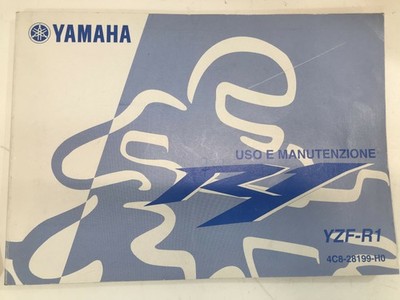 YAMAHA
USO E MANUTENZIONE
R1
YZF-R1
4C8-28199-H0